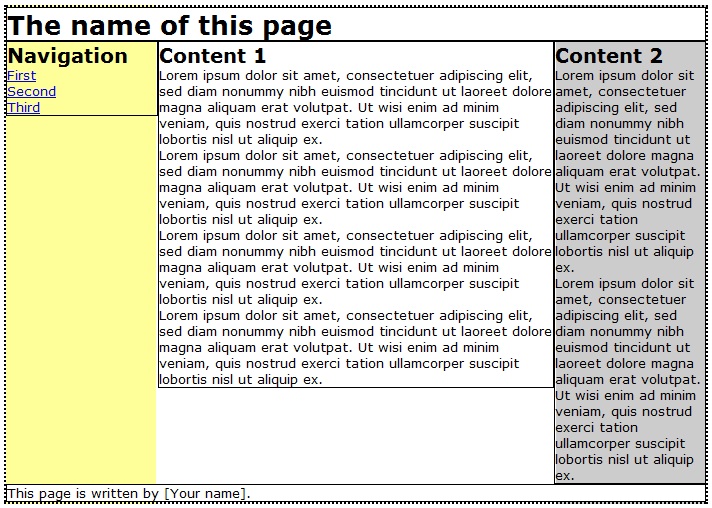 The name of this page
Navigation
First
Second
Third
Content 1
Lorem ipsum dolor sit amet, consectetuer adipiscing elit,
sed diam nonummy nibh euismod tincidunt ut laoreet dolore
magna aliquam erat volutpat. Ut wisi enim ad minim
veniam, quis nostrud exerci tation ullamcorper suscipit
lobortis nisl ut aliquip ex.
Lorem ipsum dolor sit amet, consectetuer adipiscing elit,
sed diam nonummy nibh euismod tincidunt ut laoreet dolore
magna aliquam erat volutpat. Ut wisi enim ad minim
veniam, quis nostrud exerci tation ullamcorper suscipit
lobortis nisl ut aliquip ex.
Lorem ipsum dolor sit amet, consectetuer adipiscing elit,
sed diam nonummy nibh euismod tincidunt ut laoreet dolore
magna aliquam erat volutpat. Ut wisi enim ad minim
veniam, quis nostrud exerci tation ullamcorper suscipit
lobortis nisl ut aliquip ex.
Lorem ipsum dolor sit amet, consectetuer adipiscing elit,
sed diam nonummy nibh euismod tincidunt ut laoreet dolore
magna aliquam erat volutpat. Ut wisi enim ad minim
veniam, quis nostrud exerci tation ullamcorper suscipit
lobortis nisl ut aliquip ex.
Content 2
Lorem ipsum dolor sit
amet, consectetuer
adipiscing elit, sed
diam nonummy nibh
euismod tincidunt ut
laoreet dolore magna
aliquam erat volutpat.
Ut wisi enim ad minim
veniam, quis nostrud
exerci tation
ullamcorper suscipit
lobortis nisl ut aliquip
ex.
Lorem ipsum dolor sit
amet, consectetuer
adipiscing elit, sed
diam nonummy nibh
euismod tincidunt ut
laoreet dolore magna
aliquam erat volutpat.
Ut wisi enim ad minim
veniam, quis nostrud
exerci tation
ullamcorper suscipit
lobortis nisl ut aliquip
ex.
This page is written by [Your name].